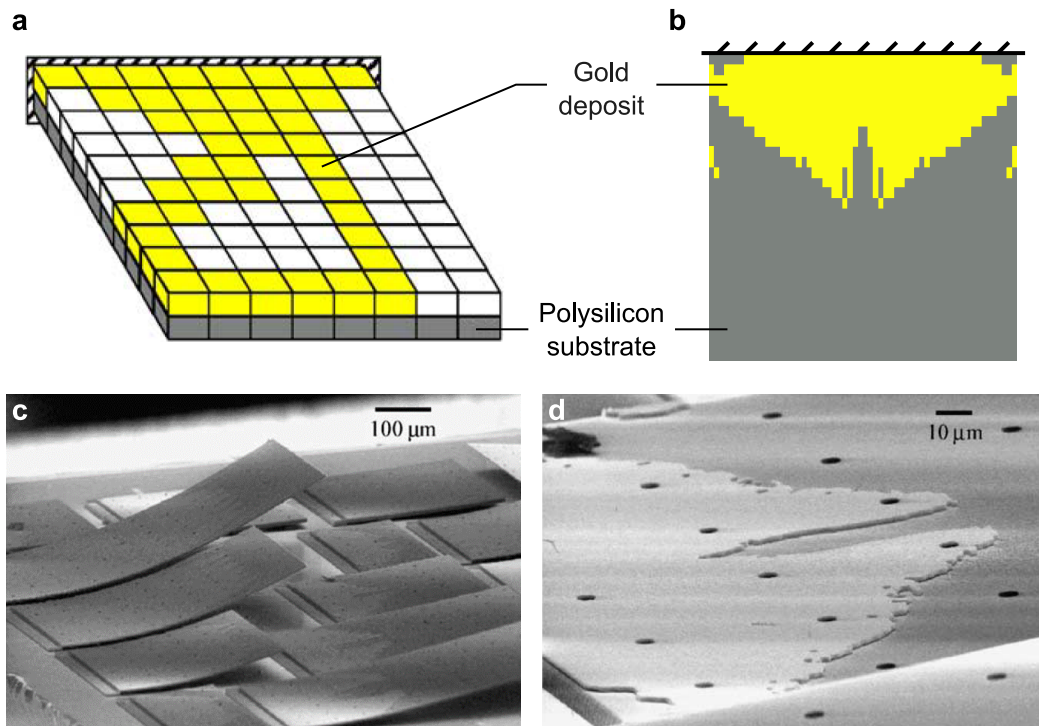 a
b
Gold
deposit
Polysilicon
substrate
c
100 μm
d
10 μm